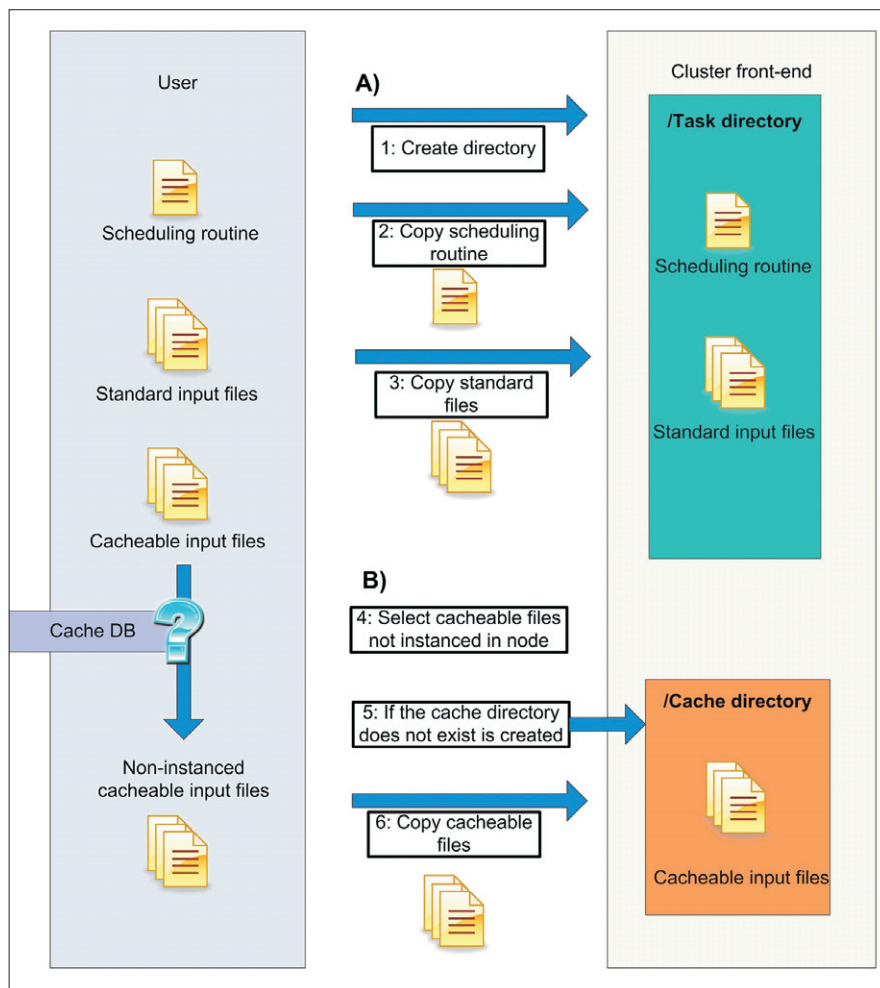 User
Scheduling routine
Standard input files
Cacheable input files
Cache DB
?
Non-instanced
cacheable input files
A)
1: Create directory
2: Copy scheduling
routine
3: Copy standard
files
B)
4: Select cacheable files
not instanced in node
5: If the cache directory
does not exist is created
6: Copy cacheable
files
Cluster front-end
/Task directory
Scheduling routine
Standard input files
/Cache directory
Cacheable input files